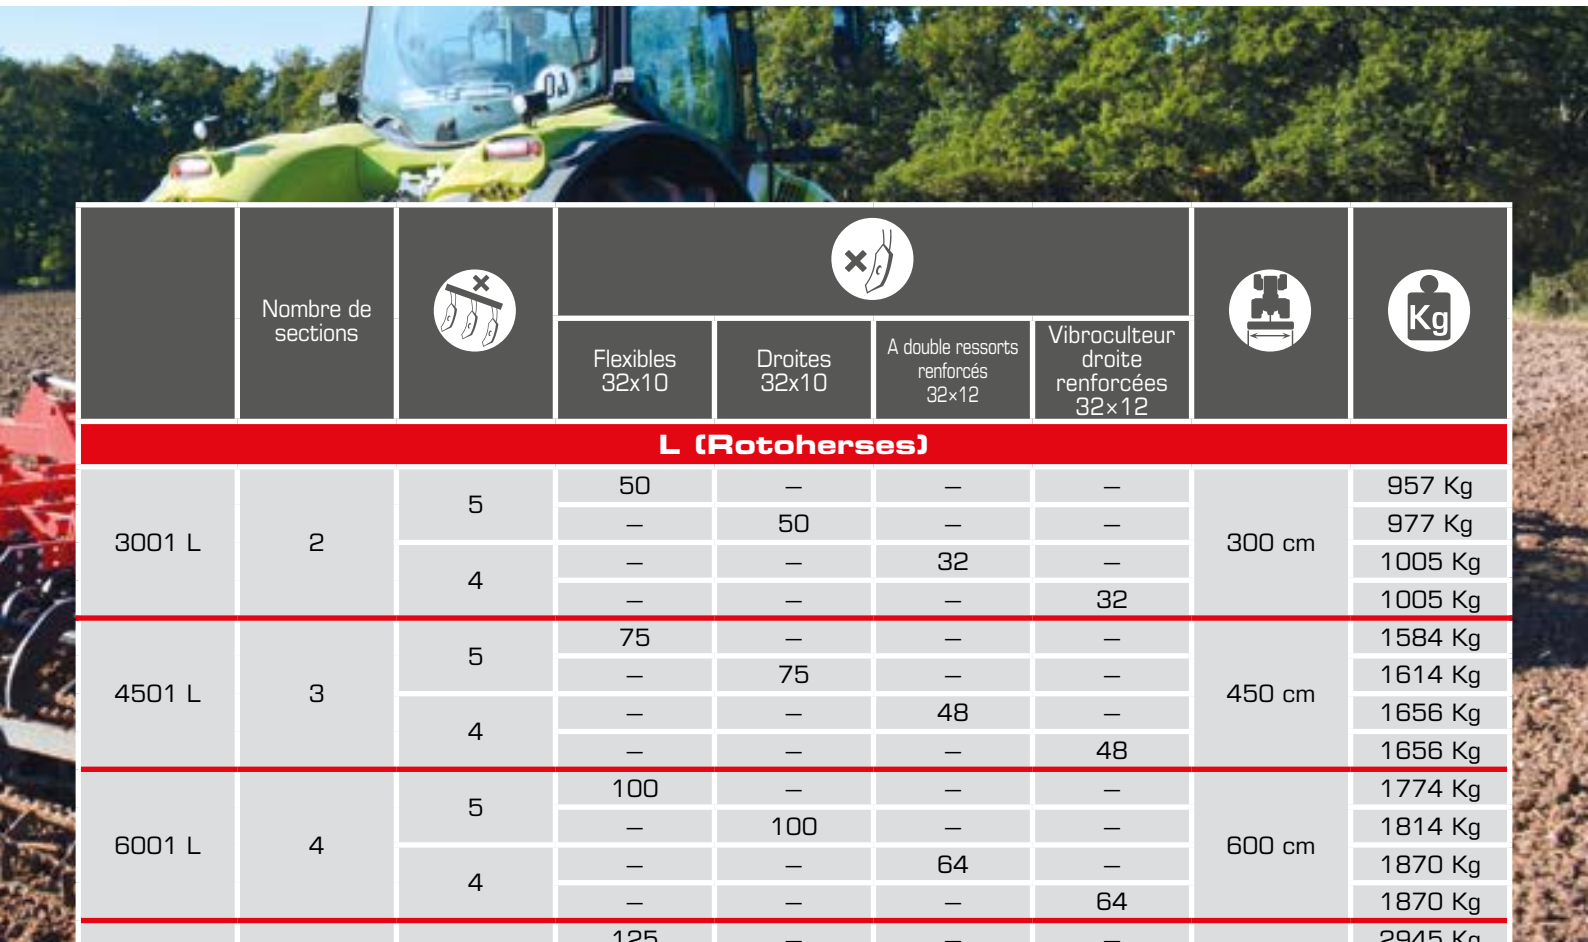 Nombre de
sections
Flexibles
32x10
Droites
32x10
A double ressorts
renforcés
32×12
Vibroculteur
droite
renforcées
32×12
Kg
L (Rotoherses)
3001 L 2 5 50 – – – 300 cm 957 Kg
– 50 – – 977 Kg
4 – – 32 – 1005 Kg
– – – 32 1005 Kg
4501 L 3 5 75 – – – 450 cm 1584 Kg
– 75 – – 1614 Kg
4 – – 48 – 1656 Kg
– – – 48 1656 Kg
6001 L 4 5 100 – – – 600 cm 1774 Kg
– 100 – – 1814 Kg
4 – – 64 – 1870 Kg
– – – 64 1870 Kg
125 – – – 2945 Kg